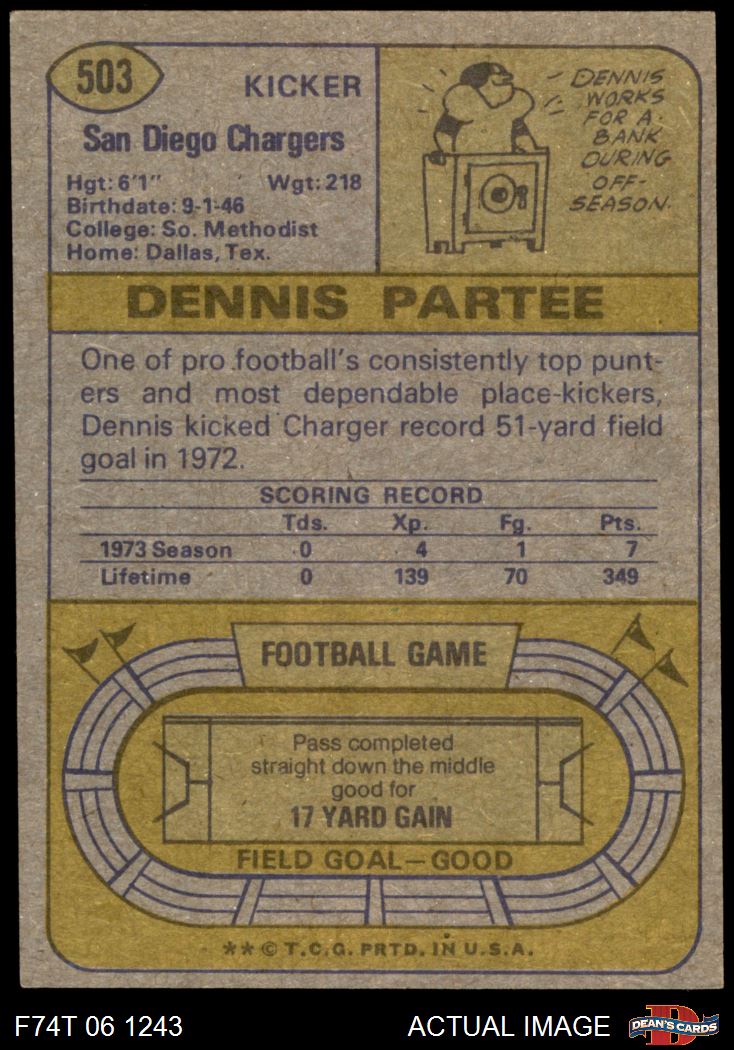 503
KICKER
San Diego Chargers
Hgt: 6'1" Wgt: 218
Birthdate: 9-1-46
College: So. Methodist
Home: Dallas, Tex.
DENNIS
WORKS
FOR A
BANK
DURING
OFF-
SEASON.
DENNIS PARTEE
One of pro football's consistently top punt-
ers and most dependable place-kickers,
Dennis kicked Charger record 51-yard field
goal in 1972.
SCORING RECORD
Tds. Xp. Fg. Pts.
1973 Season 0 4 1 7
Lifetime 0 139 70 349
FOOTBALL GAME
Pass completed
straight down the middle
good for
17 YARD GAIN
FIELD GOAL—GOOD
** © T.C.G. PRTD. IN U.S.A.
F74T 06 1243 ACTUAL IMAGE
D
DEAN'S CARDS